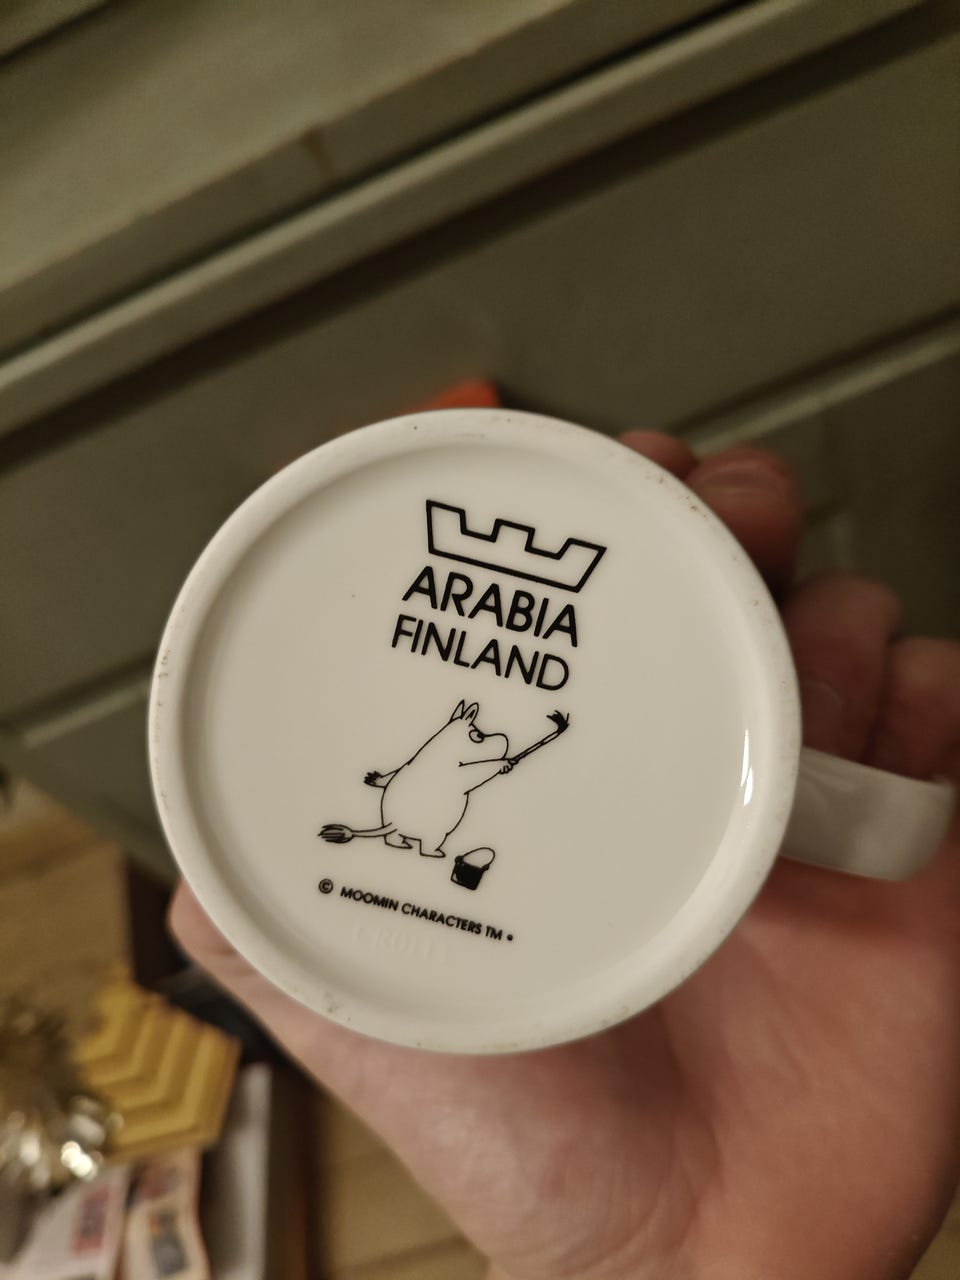 ARABIA
FINLAND
© MOOMIN CHARACTERS TM •